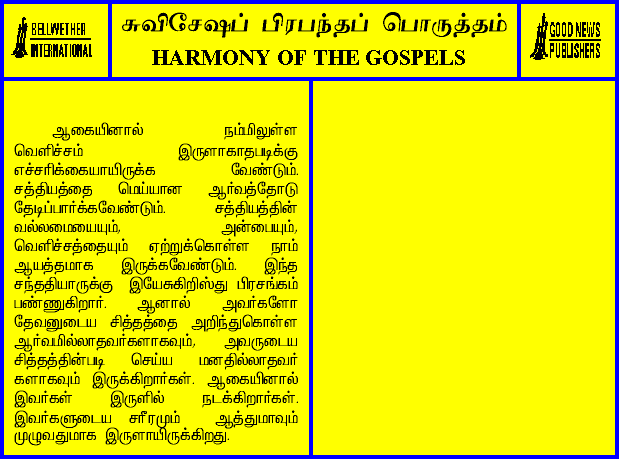 BELLWETHER
INTERNATIONAL
சுவிசேஷப் பிரபந்தப் பொருத்தம்
HARMONY OF THE GOSPELS
GOOD NEWS
PUBLISHERS
ஆகையினால் நம்மிலுள்ள
வெளிச்சம் இருளாகாதபடிக்கு
எச்சரிக்கையாயிருக்க வேண்டும்.
சத்தியத்தை மெய்யான ஆர்வத்தோடு
தேடிப்பார்க்கவேண்டும். சத்தியத்தின்
வல்லமையையும், அன்பையும்,
வெளிச்சத்தையும் ஏற்றுக்கொள்ள நாம்
ஆயத்தமாக இருக்கவேண்டும். இந்த
சந்ததியாருக்கு இயேசுகிறிஸ்து பிரசங்கம்
பண்ணுகிறார். ஆனால் அவர்களோ
தேவனுடைய சித்தத்தை அறிந்துகொள்ள
ஆர்வமில்லாதவர்களாகவும், அவருடைய
சித்தத்தின்படி செய்ய மனதில்லாதவர்
களாகவும் இருக்கிறார்கள். ஆகையினால்
இவர்கள் இருளில் நடக்கிறார்கள்.
இவர்களுடைய சரீரமும் ஆத்துமாவும்
முழுவதுமாக இருளாயிருக்கிறது.